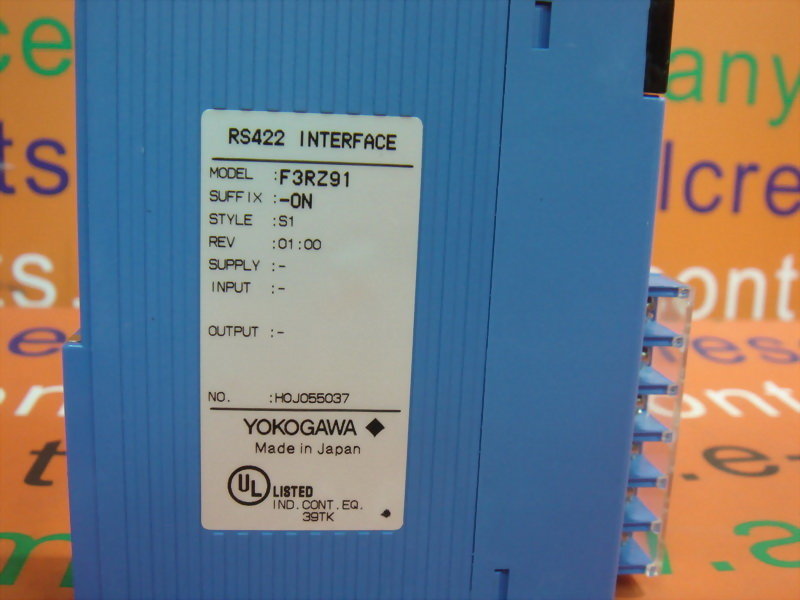 RS422 INTERFACE
MODEL :F3RZ91
SUFFIX :-0N
STYLE :S1
REV :01:00
SUPPLY :-
INPUT :-
OUTPUT :-
NO. :H0J055037
YOKOGAWA
Made in Japan
UL LISTED
IND. CONT. EQ.
39TK